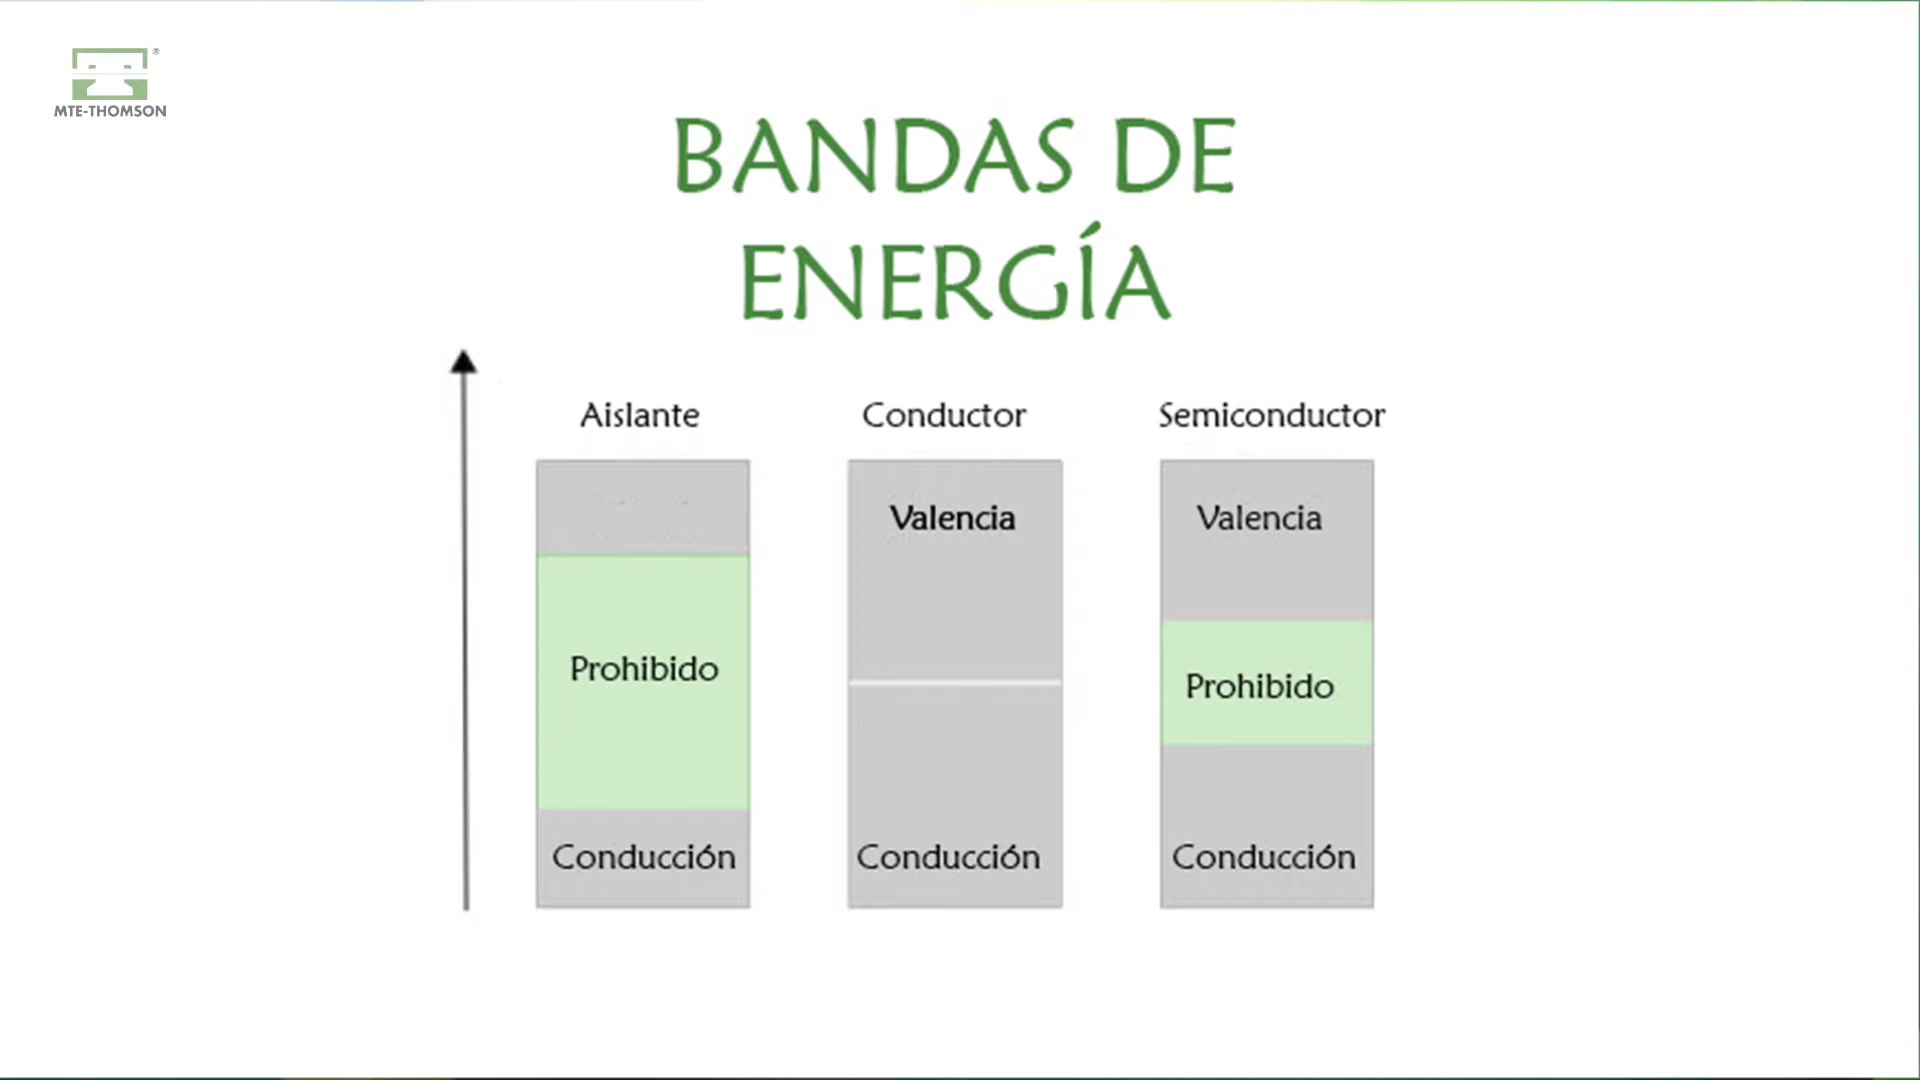 MTE-THOMSON
BANDAS DE
ENERGÍA
Aislante Conductor Semiconductor
Valencia Valencia
Prohibido Prohibido
Conducción Conducción Conducción